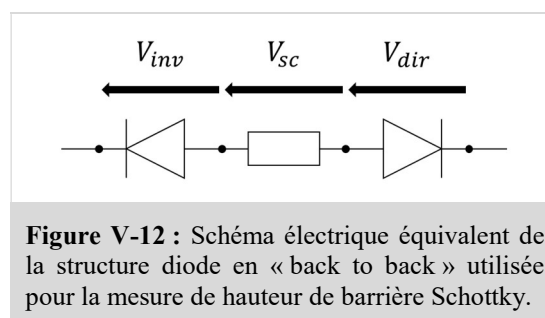 V_inv V_sc V_dir
Figure V-12 : Schéma électrique équivalent de
la structure diode en « back to back » utilisée
pour la mesure de hauteur de barrière Schottky.